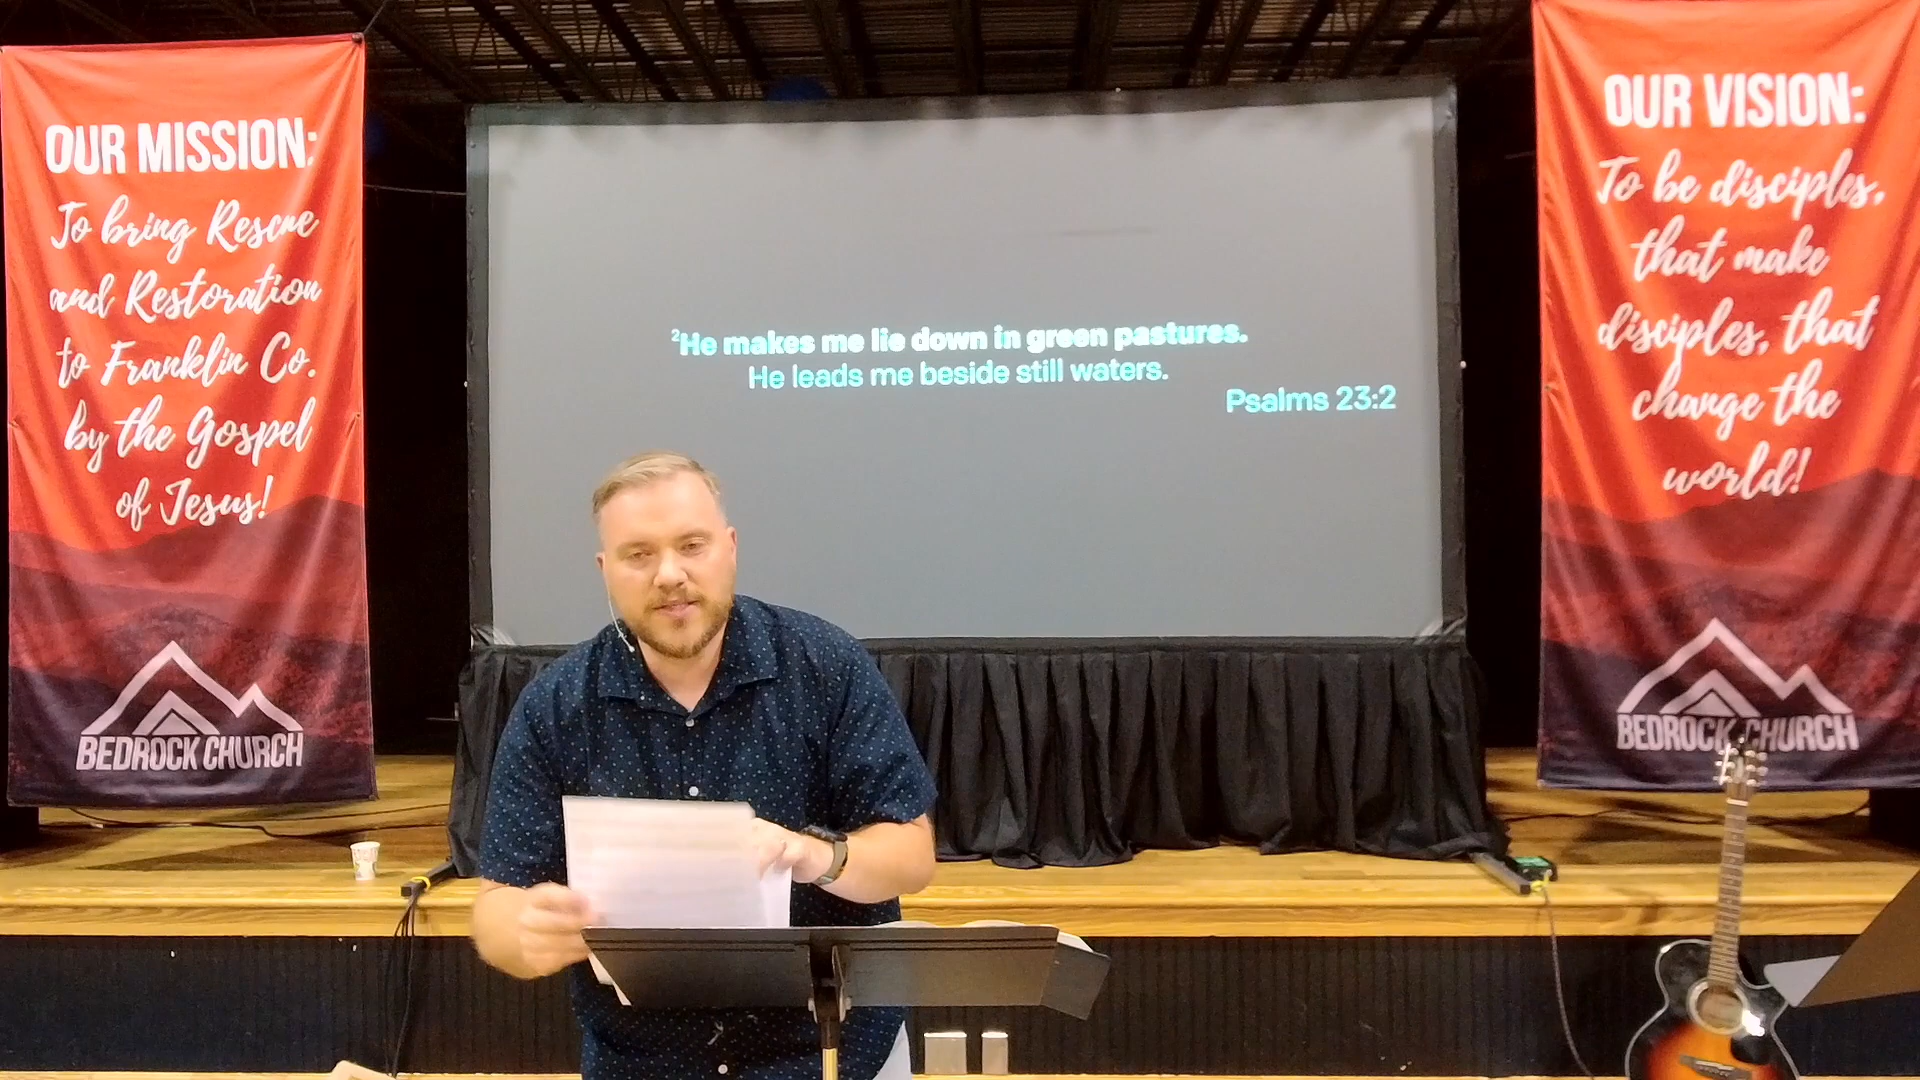 OUR MISSION:
To bring Rescue
and Restoration
to Franklin Co.
by the Gospel
of Jesus!
BEDROCK CHURCH
²He makes me lie down in green pastures.
He leads me beside still waters.
Psalms 23:2
OUR VISION:
To be disciples,
that make
disciples, that
change the
world!
BEDROCK CHURCH